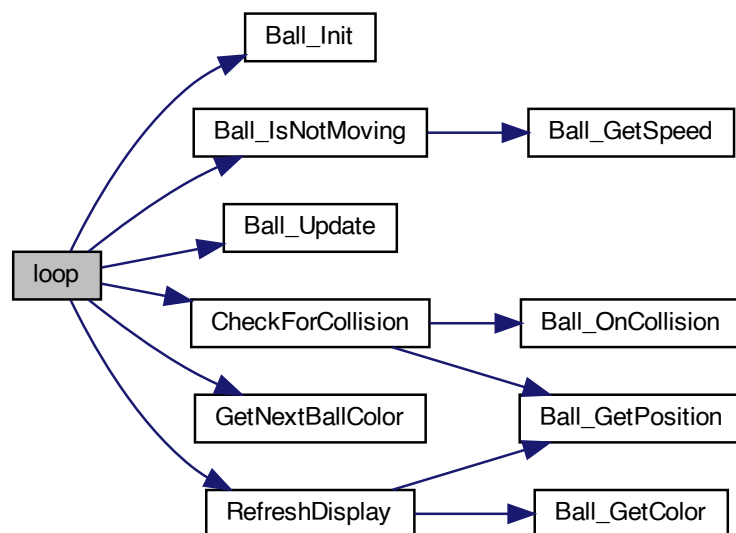 Ball_Init
Ball_IsNotMoving
Ball_GetSpeed
Ball_Update
loop
CheckForCollision
Ball_OnCollision
GetNextBallColor
Ball_GetPosition
RefreshDisplay
Ball_GetColor